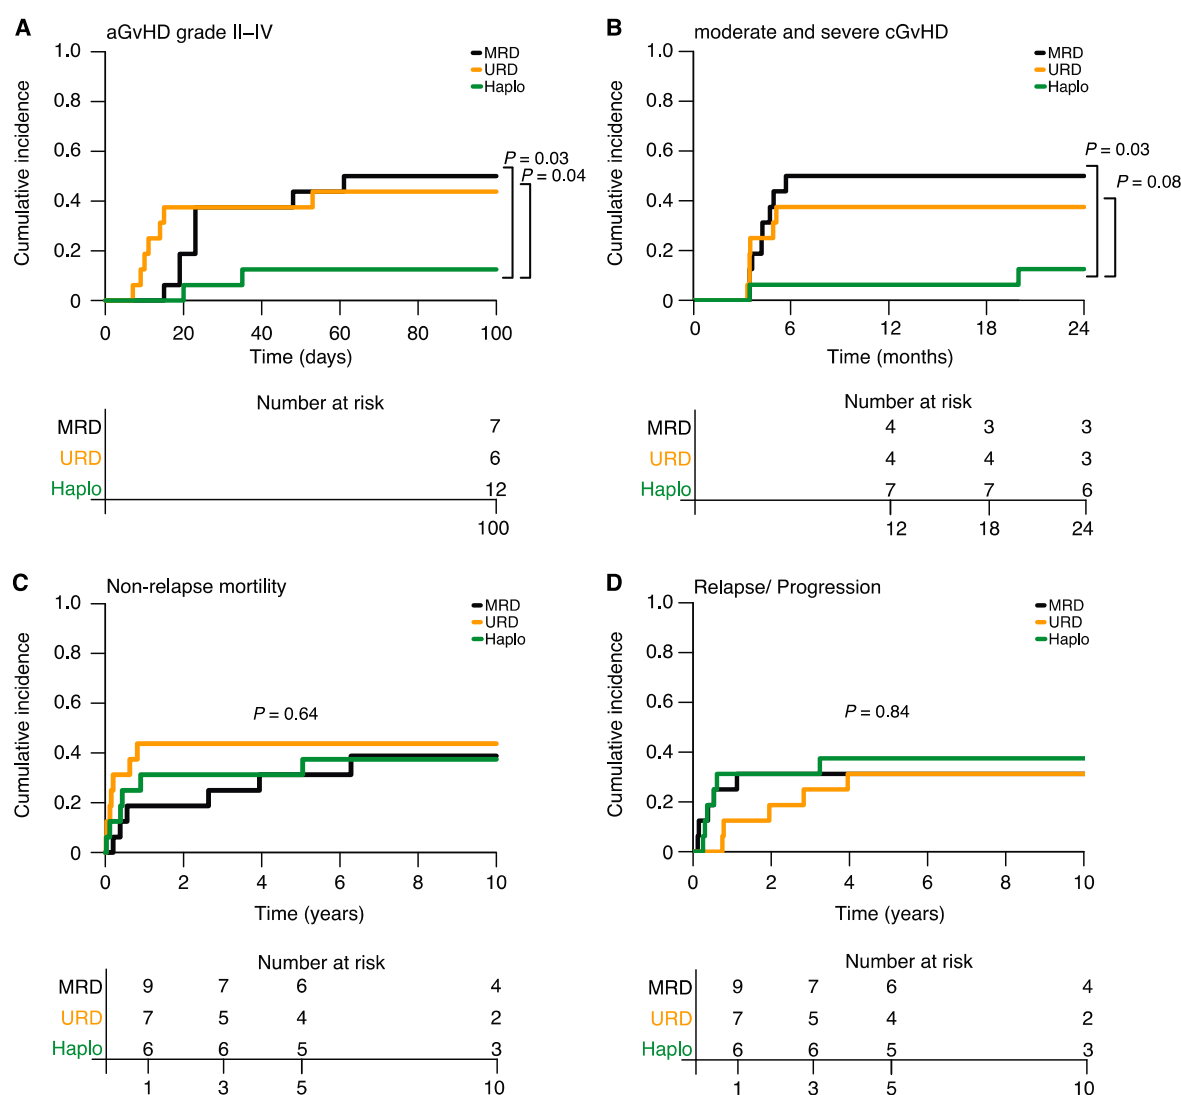 A aGvHD grade II–IV
1.0
0.8
0.6
0.4
0.2
0
Cumulative incidence
MRD
URD
Haplo
P = 0.03
P = 0.04
0 20 40 60 80 100
Time (days)
Number at risk
MRD 7
URD 6
Haplo 12
100
B moderate and severe cGvHD
1.0
0.8
0.6
0.4
0.2
0
Cumulative incidence
MRD
URD
Haplo
P = 0.03
P = 0.08
0 6 12 18 24
Time (months)
Number at risk
MRD 4 3 3
URD 4 4 3
Haplo 7 7 6
12 18 24
C Non-relapse mortility
1.0
0.8
0.6
0.4
0.2
0
Cumulative incidence
MRD
URD
Haplo
P = 0.64
0 2 4 6 8 10
Time (years)
Number at risk
MRD 9 7 6 4
URD 7 5 4 2
Haplo 6 6 5 3
1 3 5 10
D Relapse/ Progression
1.0
0.8
0.6
0.4
0.2
0
Cumulative incidence
MRD
URD
Haplo
P = 0.84
0 2 4 6 8 10
Time (years)
Number at risk
MRD 9 7 6 4
URD 7 5 4 2
Haplo 6 6 5 3
1 3 5 10